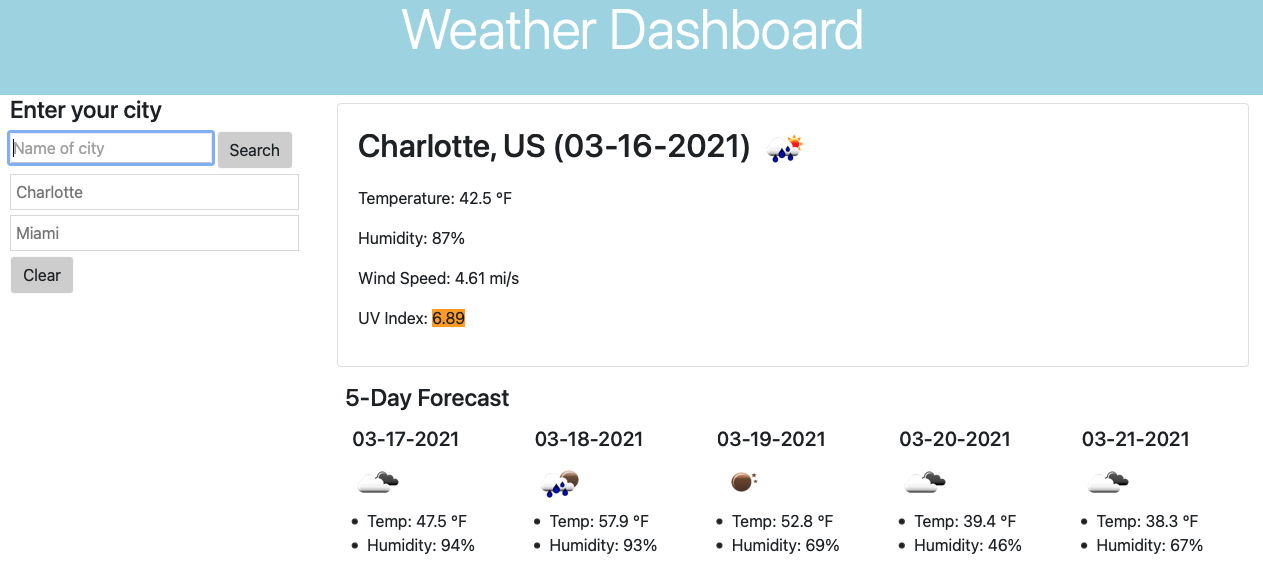 Weather Dashboard
Enter your city
Name of city
Search
Charlotte
Miami
Clear
Charlotte, US (03-16-2021)
Temperature: 42.5 °F
Humidity: 87%
Wind Speed: 4.61 mi/s
UV Index: 6.89
5-Day Forecast
03-17-2021
Temp: 47.5 °F
Humidity: 94%
03-18-2021
Temp: 57.9 °F
Humidity: 93%
03-19-2021
Temp: 52.8 °F
Humidity: 69%
03-20-2021
Temp: 39.4 °F
Humidity: 46%
03-21-2021
Temp: 38.3 °F
Humidity: 67%